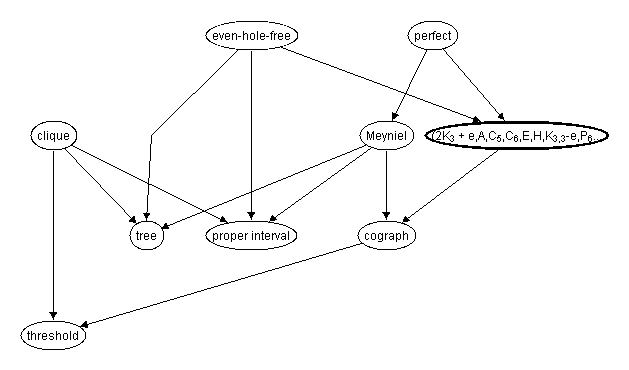 even-hole-free
perfect
clique
Meyniel
(2K3 + e,A,C5,C6,E,H,K3,3-e,P6...
tree
proper interval
cograph
threshold